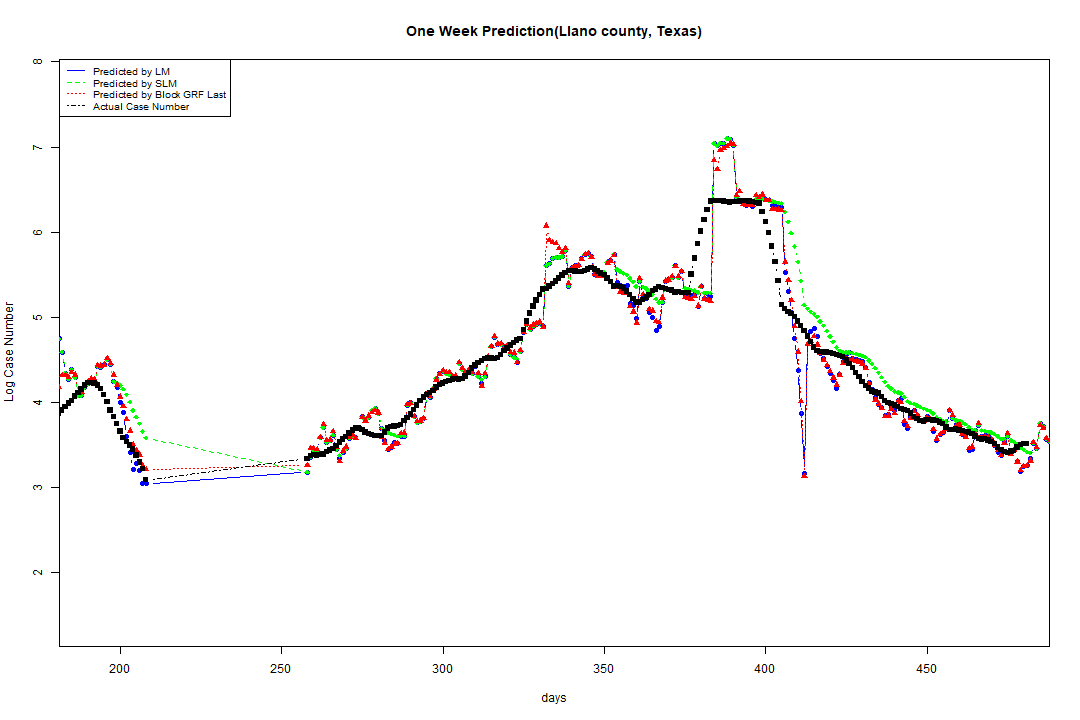 One Week Prediction(Llano county, Texas)
Predicted by LM
Predicted by SLM
Predicted by Block GRF Last
Actual Case Number
8
7
6
5
4
3
2
Log Case Number
200 250 300 350 400 450
days